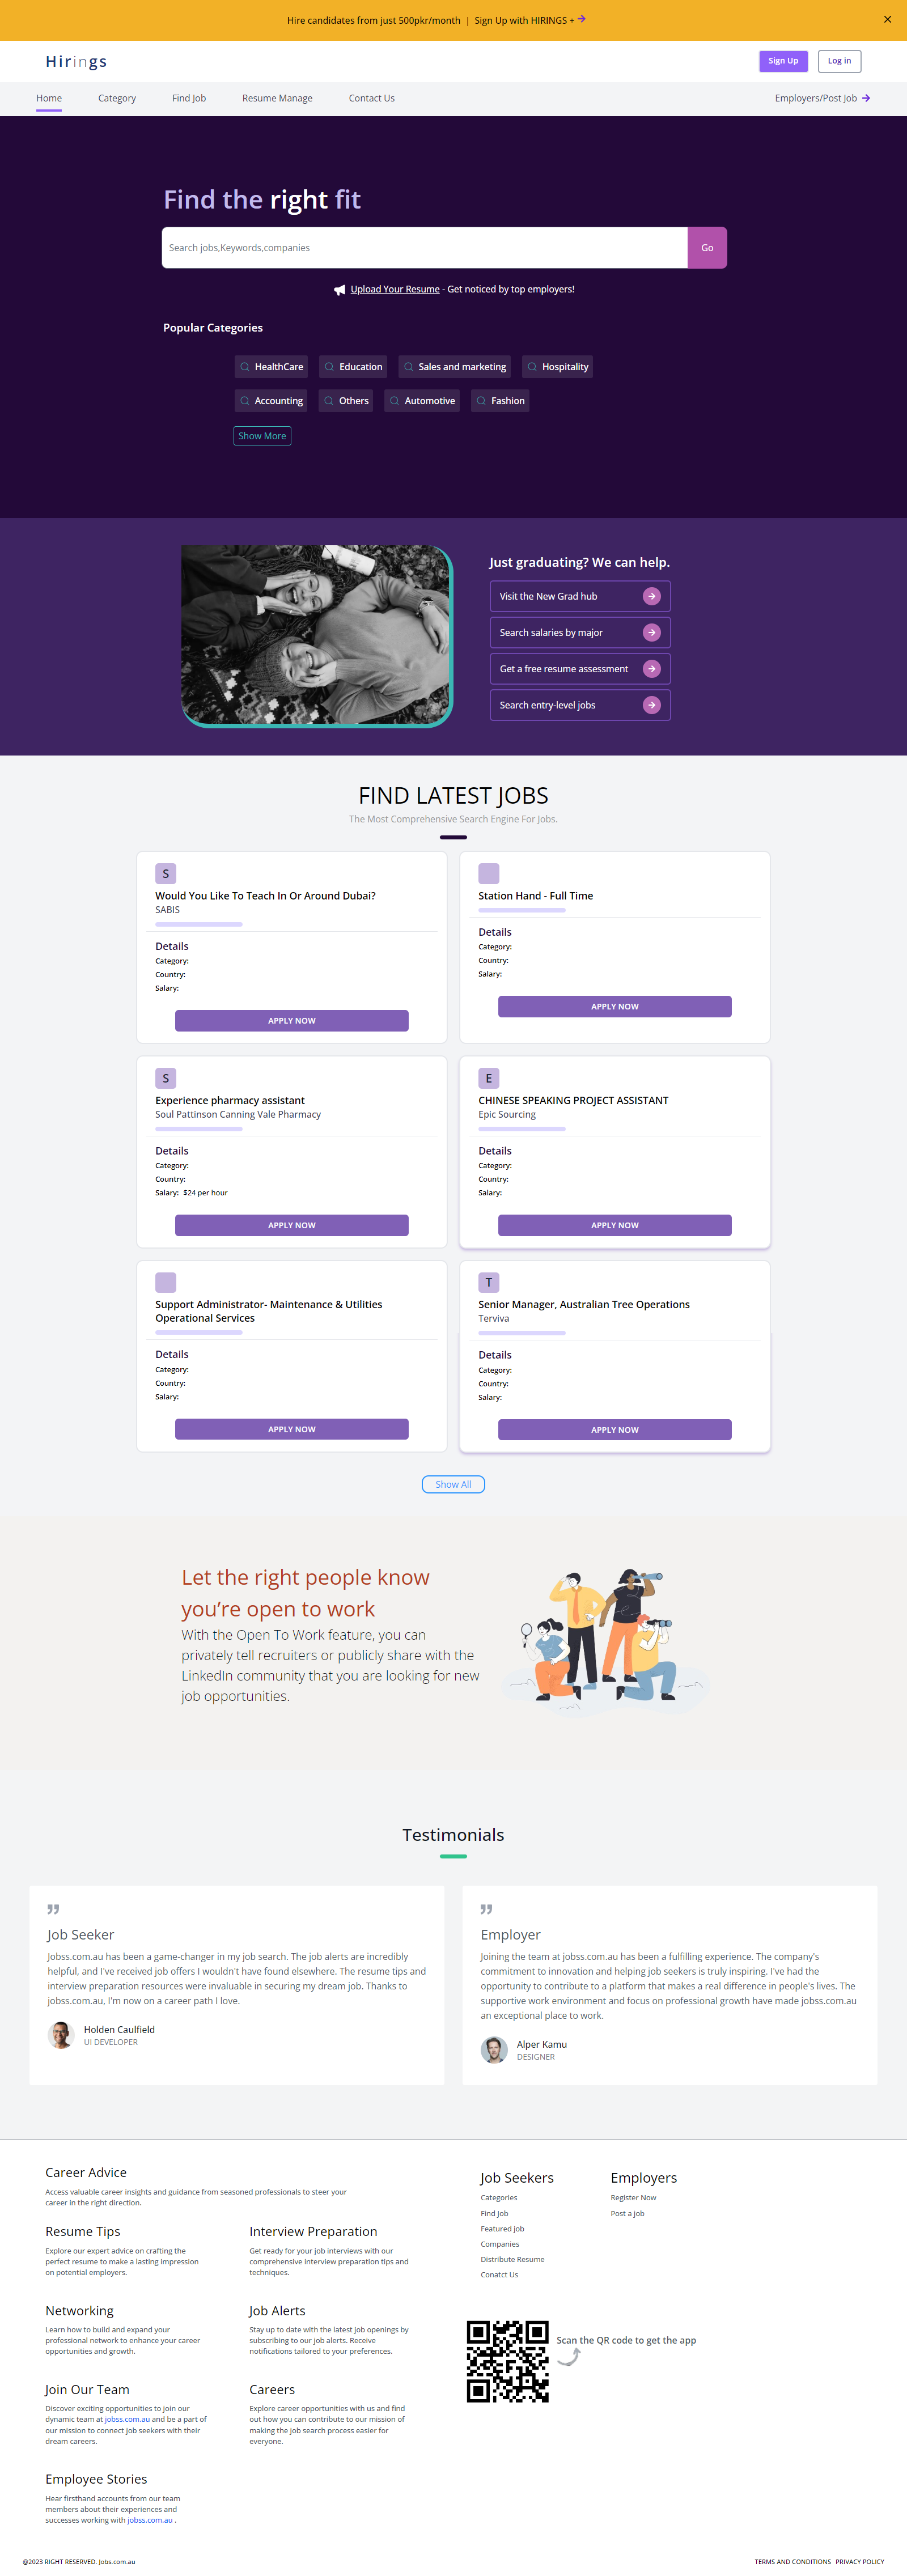 Hire candidates from just 500pkr/month | Sign Up with HIRINGS +
Hirings
Sign Up
Log in
Home
Category
Find Job
Resume Manage
Contact Us
Employers/Post Job
Find the right fit
Search jobs,Keywords,companies
Go
Upload Your Resume - Get noticed by top employers!
Popular Categories
HealthCare
Education
Sales and marketing
Hospitality
Accounting
Others
Automotive
Fashion
Show More
Just graduating? We can help.
Visit the New Grad hub
Search salaries by major
Get a free resume assessment
Search entry-level jobs
FIND LATEST JOBS
The Most Comprehensive Search Engine For Jobs.
S
Would You Like To Teach In Or Around Dubai?
SABIS
Details
Category:
Country:
Salary:
APPLY NOW
Station Hand - Full Time
Details
Category:
Country:
Salary:
APPLY NOW
S
Experience pharmacy assistant
Soul Pattinson Canning Vale Pharmacy
Details
Category:
Country:
Salary: $24 per hour
APPLY NOW
E
CHINESE SPEAKING PROJECT ASSISTANT
Epic Sourcing
Details
Category:
Country:
Salary:
APPLY NOW
Support Administrator- Maintenance & Utilities
Operational Services
Details
Category:
Country:
Salary:
APPLY NOW
T
Senior Manager, Australian Tree Operations
Terviva
Details
Category:
Country:
Salary:
APPLY NOW
Show All
Let the right people know
you're open to work
With the Open To Work feature, you can
privately tell recruiters or publicly share with the
LinkedIn community that you are looking for new
job opportunities.
Testimonials
Job Seeker
Jobss.com.au has been a game-changer in my job search. The job alerts are incredibly
helpful, and I've received job offers I wouldn't have found elsewhere. The resume tips and
interview preparation resources were invaluable in securing my dream job. Thanks to
jobss.com.au, I'm now on a career path I love.
Holden Caulfield
UI DEVELOPER
Employer
Joining the team at jobss.com.au has been a fulfilling experience. The company's
commitment to innovation and helping job seekers is truly inspiring. I've had the
opportunity to contribute to a platform that makes a real difference in people's lives. The
supportive work environment and focus on professional growth have made jobss.com.au
an exceptional place to work.
Alper Kamu
DESIGNER
Career Advice
Access valuable career insights and guidance from seasoned professionals to steer your
career in the right direction.
Resume Tips
Explore our expert advice on crafting the
perfect resume to make a lasting impression
on potential employers.
Interview Preparation
Get ready for your job interviews with our
comprehensive interview preparation tips and
techniques.
Networking
Learn how to build and expand your
professional network to enhance your career
opportunities and growth.
Job Alerts
Stay up to date with the latest job openings by
subscribing to our job alerts. Receive
notifications tailored to your preferences.
Join Our Team
Discover exciting opportunities to join our
dynamic team at jobss.com.au and be a part of
our mission to connect job seekers with their
dream careers.
Careers
Explore career opportunities with us and find
out how you can contribute to our mission of
making the job search process easier for
everyone.
Employee Stories
Hear firsthand accounts from our team
members about their experiences and
successes working with jobss.com.au .
Job Seekers
Categories
Find Job
Featured job
Companies
Distribute Resume
Conatct Us
Employers
Register Now
Post a job
Scan the QR code to get the app
@2023 RIGHT RESERVED. Jobs.com.au
TERMS AND CONDITIONS PRIVACY POLICY